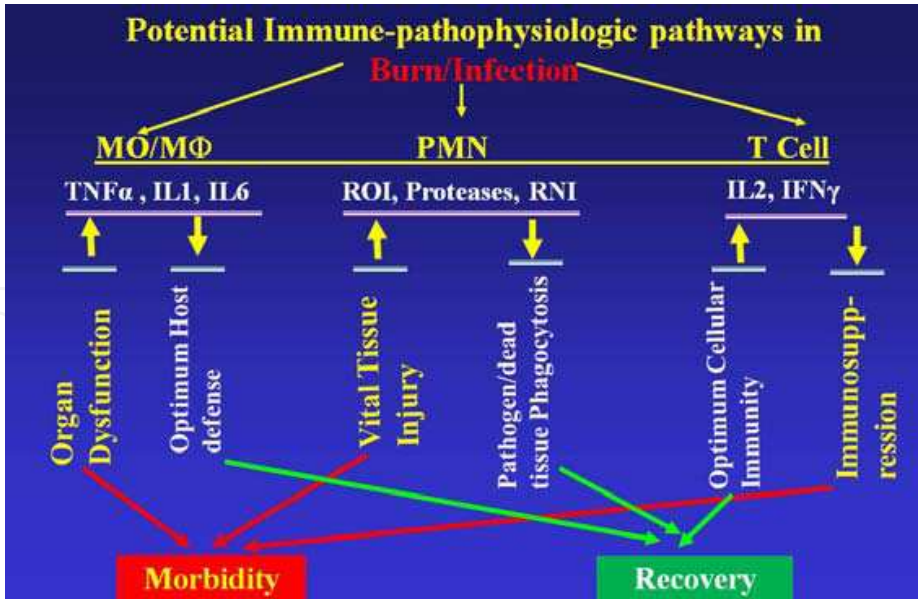 Potential Immune-pathophysiologic pathways in
Burn/Infection
MO/MΦ
PMN
T Cell
TNFα , IL1, IL6
ROI, Proteases, RNI
IL2, IFNγ
Organ
Dysfunction
Optimum Host
defense
Vital Tissue
Injury
Pathogen/dead
tissue Phagocytosis
Optimum Cellular
Immunity
Immunosupp-
ression
Morbidity
Recovery